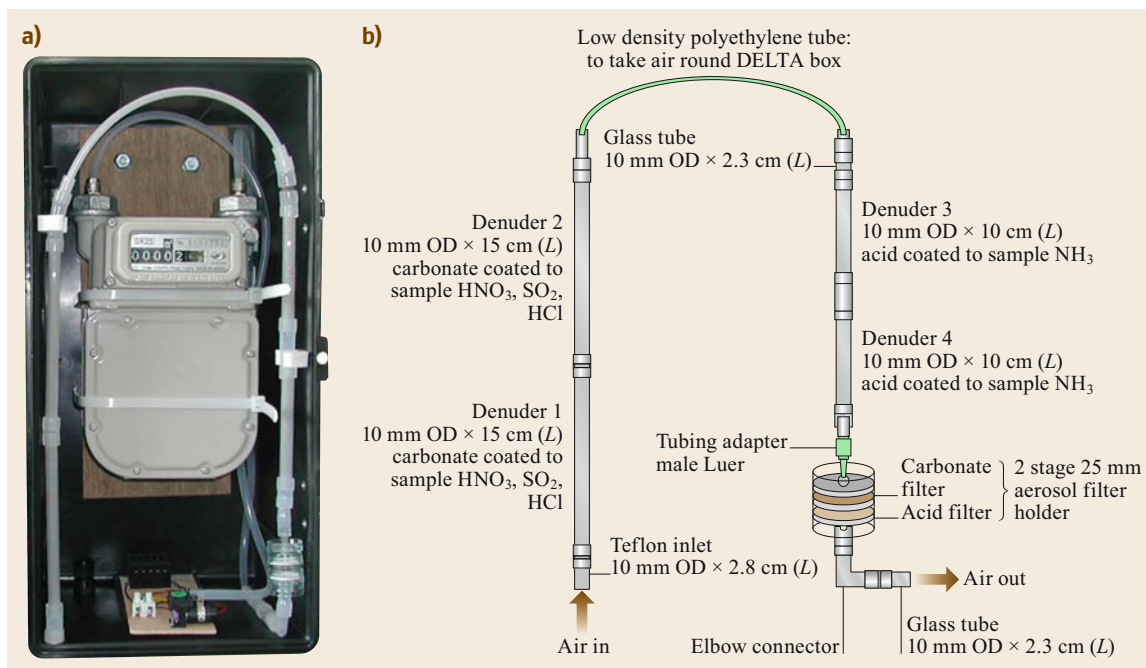 a)
b)
Low density polyethylene tube:
to take air round DELTA box
Glass tube
10 mm OD × 2.3 cm (L)
Denuder 2
10 mm OD × 15 cm (L)
carbonate coated to
sample HNO₃, SO₂,
HCl
Denuder 3
10 mm OD × 10 cm (L)
acid coated to sample NH₃
Denuder 1
10 mm OD × 15 cm (L)
carbonate coated to
sample HNO₃, SO₂,
HCl
Denuder 4
10 mm OD × 10 cm (L)
acid coated to sample NH₃
Tubing adapter
male Luer
Carbonate
filter
Acid filter
2 stage 25 mm
aerosol filter
holder
Teflon inlet
10 mm OD × 2.8 cm (L)
Air in
Air out
Elbow connector
Glass tube
10 mm OD × 2.3 cm (L)